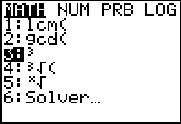 MATH NUM PRB LOG
1:lcm(
2:gcd(
3:³
4:³√(
5:ˣ√
6:Solver…